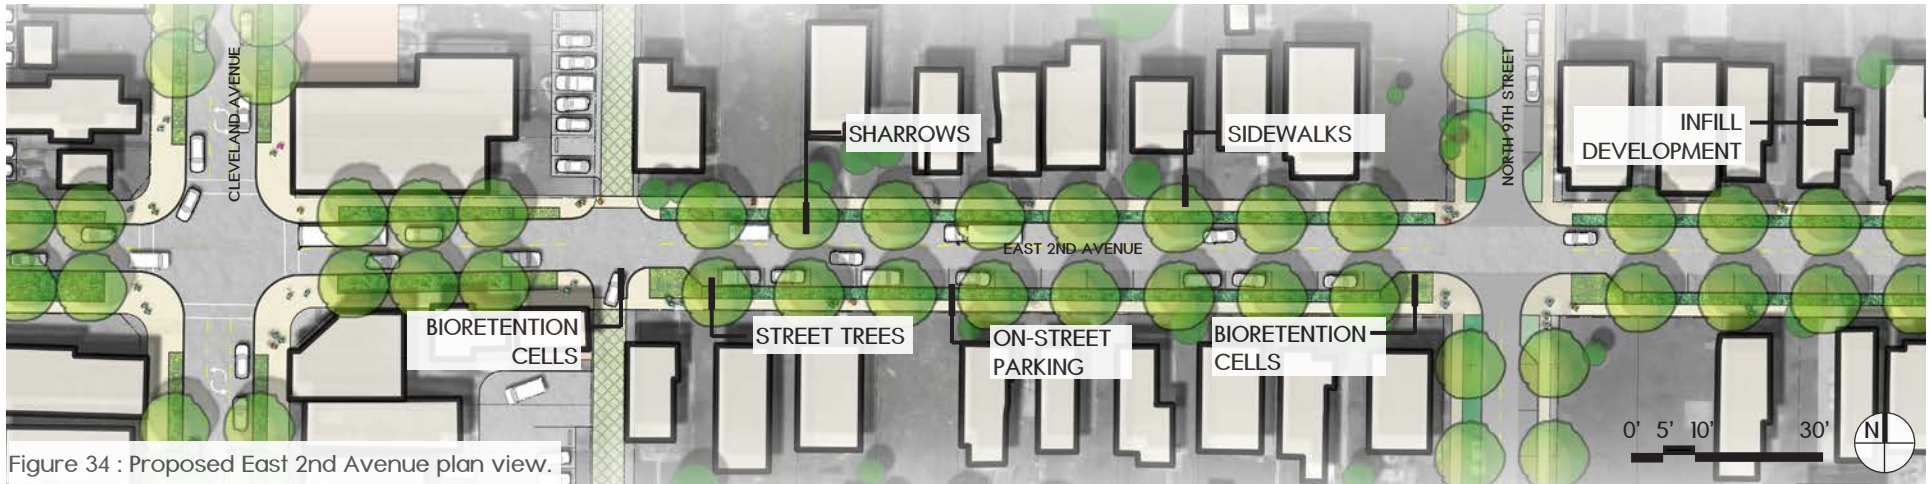 CLEVELAND AVENUE
SHARROWS
SIDEWALKS
NORTH 9TH STREET
INFILL
DEVELOPMENT
EAST 2ND AVENUE
BIORETENTION
CELLS
STREET TREES
ON-STREET
PARKING
BIORETENTION
CELLS
0' 5' 10' 30'
N
Figure 34 : Proposed East 2nd Avenue plan view.